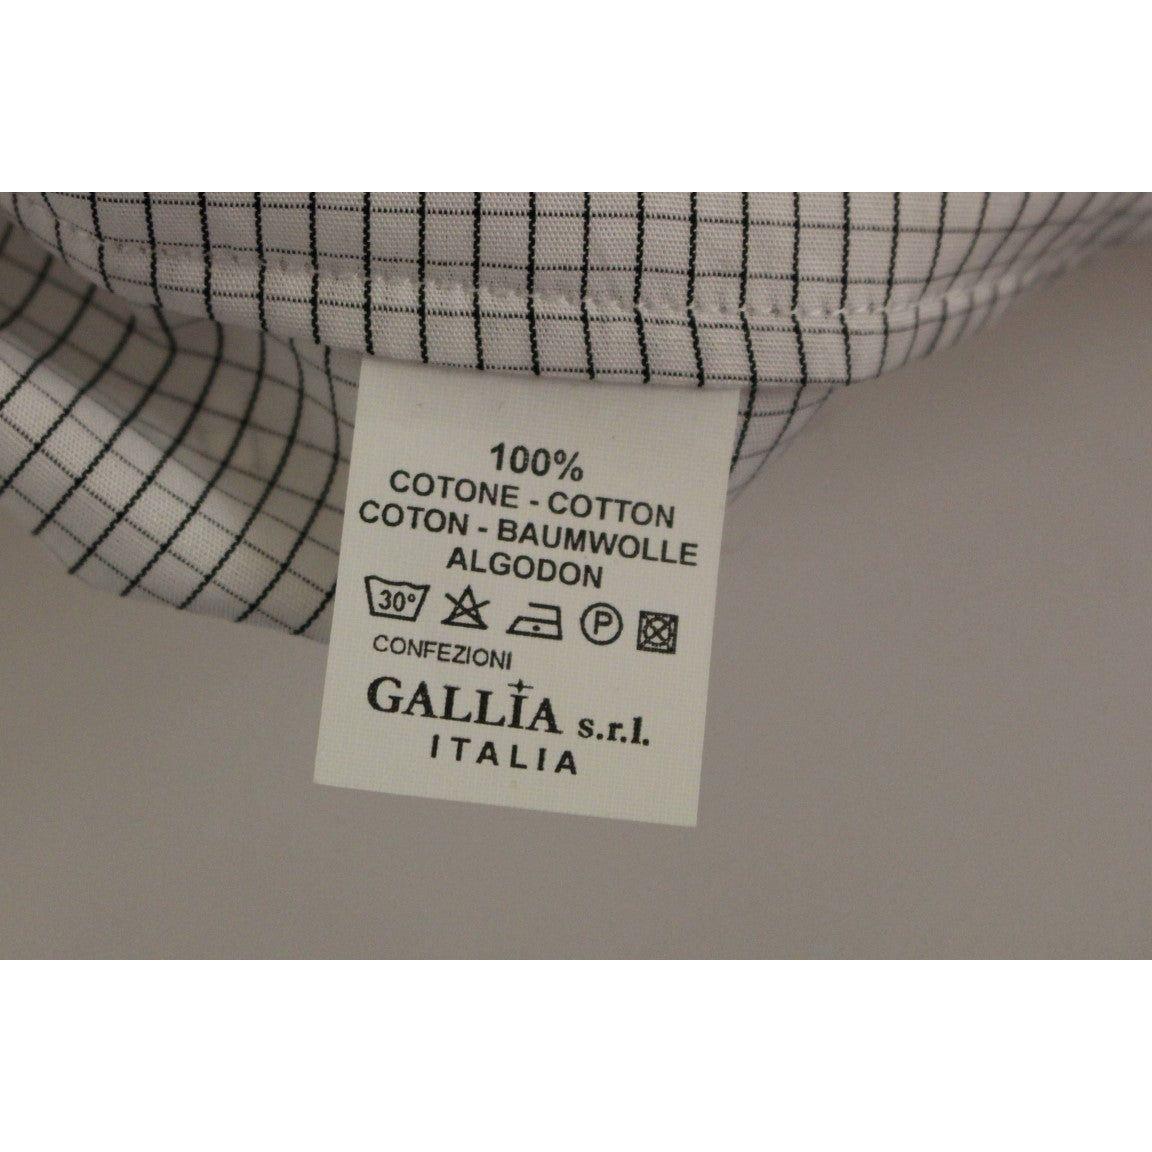 100%
COTONE - COTTON
COTON - BAUMWOLLE
ALGODON
30° P
CONFEZIONI
GALLIA s.r.l.
ITALIA